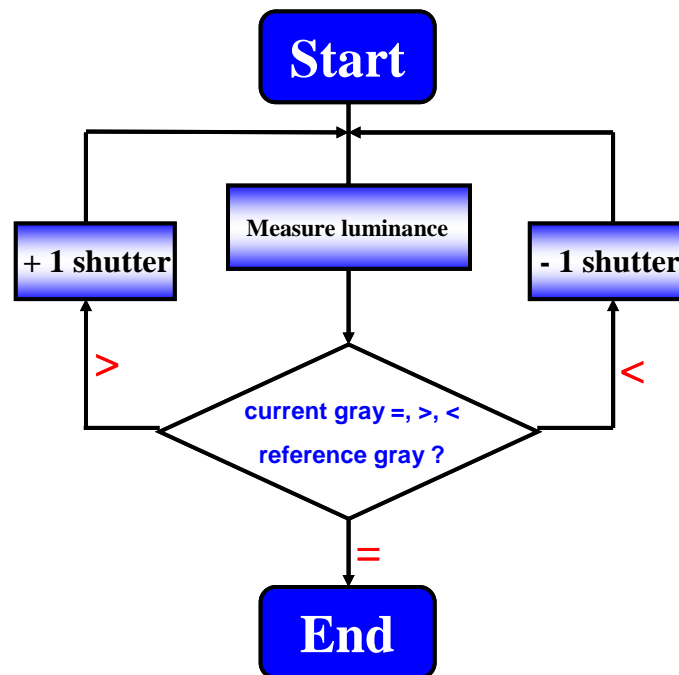 Start
Measure luminance
+ 1 shutter
- 1 shutter
>
<
current gray =, >, <
reference gray ?
=
End